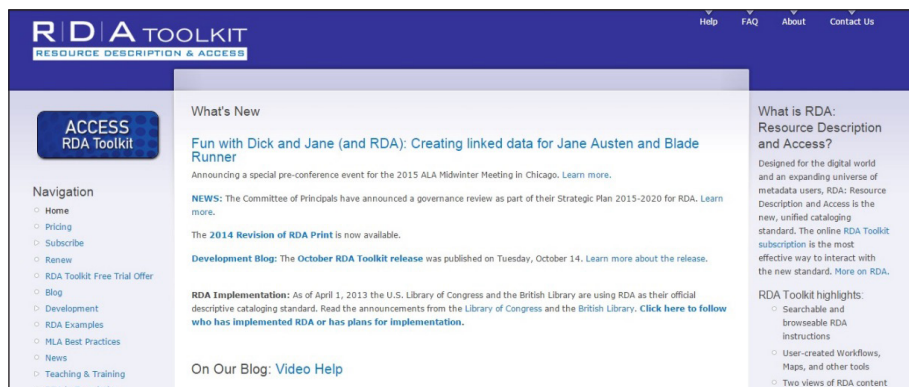 R|D|A TOOLKIT
RESOURCE DESCRIPTION & ACCESS
Help FAQ About Contact Us
ACCESS
RDA Toolkit
Navigation
Home
Pricing
Subscribe
Renew
RDA Toolkit Free Trial Offer
Blog
Development
RDA Examples
MLA Best Practices
News
Teaching & Training
What's New
Fun with Dick and Jane (and RDA): Creating linked data for Jane Austen and Blade
Runner
Announcing a special pre-conference event for the 2015 ALA Midwinter Meeting in Chicago. Learn more.
NEWS: The Committee of Principals have announced a governance review as part of their Strategic Plan 2015-2020 for RDA. Learn
more.
The 2014 Revision of RDA Print is now available.
Development Blog: The October RDA Toolkit release was published on Tuesday, October 14. Learn more about the release.
RDA Implementation: As of April 1, 2013 the U.S. Library of Congress and the British Library are using RDA as their official
descriptive cataloging standard. Read the announcements from the Library of Congress and the British Library. Click here to follow
who has implemented RDA or has plans for implementation.
On Our Blog: Video Help
What is RDA:
Resource Description
and Access?
Designed for the digital world
and an expanding universe of
metadata users, RDA: Resource
Description and Access is the
new, unified cataloging
standard. The online RDA Toolkit
subscription is the most
effective way to interact with
the new standard. More on RDA.
RDA Toolkit highlights:
Searchable and
browseable RDA
instructions
User-created Workflows,
Maps, and other tools
Two views of RDA content